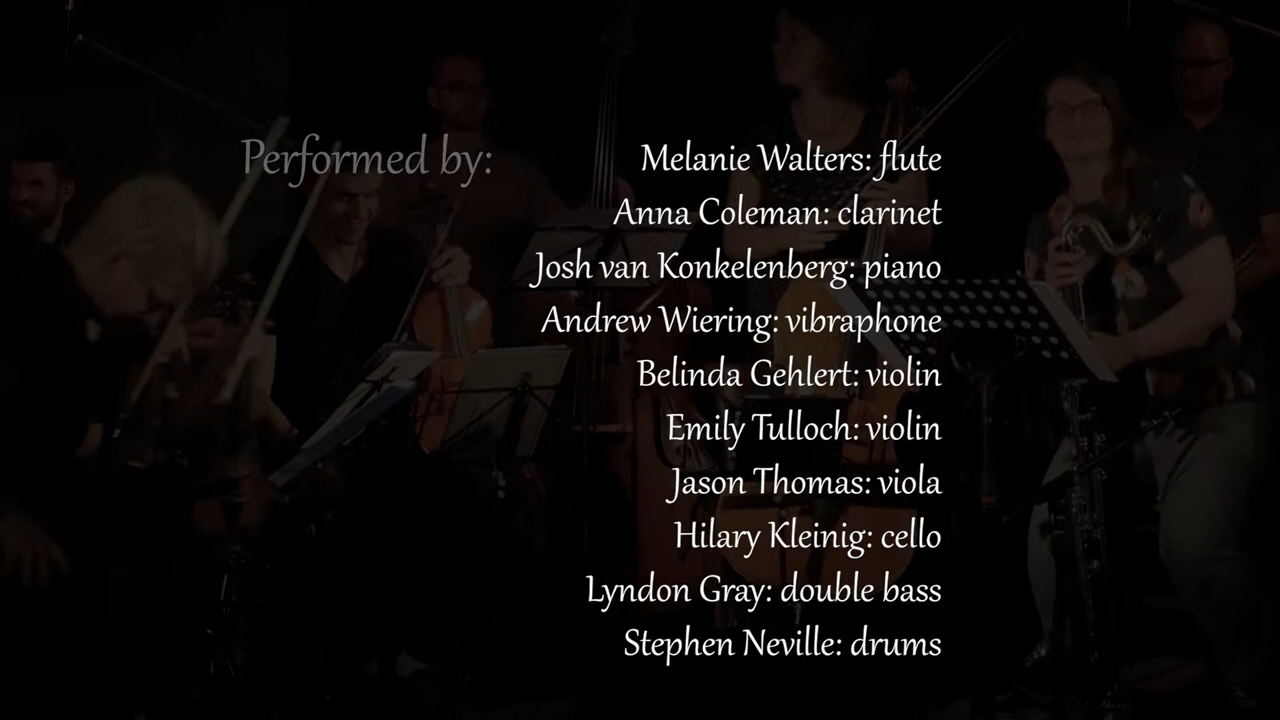 Performed by:
Melanie Walters: flute
Anna Coleman: clarinet
Josh van Konkelenberg: piano
Andrew Wiering: vibraphone
Belinda Gehlert: violin
Emily Tulloch: violin
Jason Thomas: viola
Hilary Kleinig: cello
Lyndon Gray: double bass
Stephen Neville: drums